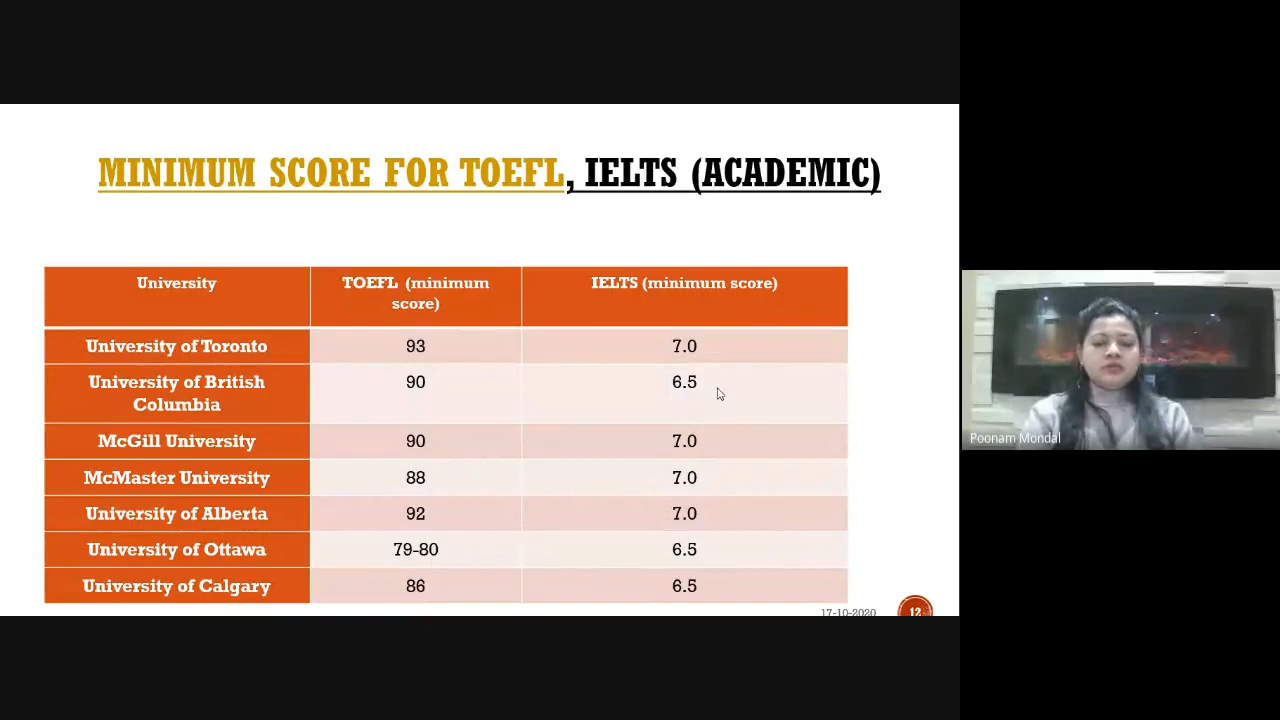 MINIMUM SCORE FOR TOEFL, IELTS (ACADEMIC)
University
TOEFL (minimum
score)
IELTS (minimum score)
University of Toronto
93
7.0
University of British
Columbia
90
6.5
McGill University
90
7.0
McMaster University
88
7.0
University of Alberta
92
7.0
University of Ottawa
79-80
6.5
University of Calgary
86
6.5
17-10-2020
12
Poonam Mondal